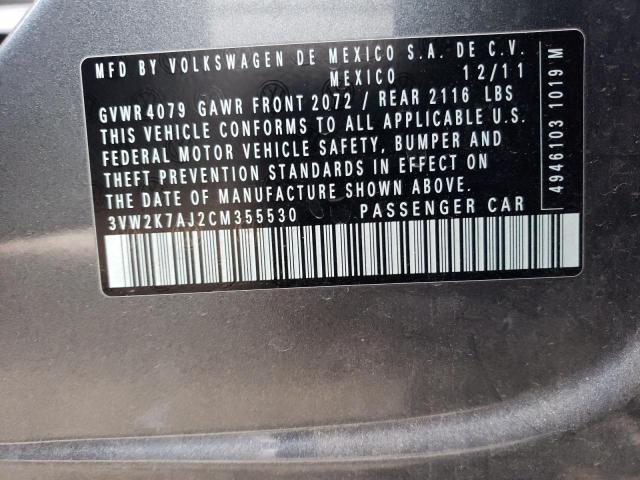 MFD BY VOLKSWAGEN DE MEXICO S.A. DE C.V.
MEXICO 12/11
GVWR 4079 GAWR FRONT 2072 / REAR 2116 LBS
THIS VEHICLE CONFORMS TO ALL APPLICABLE U.S.
FEDERAL MOTOR VEHICLE SAFETY, BUMPER AND
THEFT PREVENTION STANDARDS IN EFFECT ON
THE DATE OF MANUFACTURE SHOWN ABOVE.
3VW2K7AJ2CM355530 PASSENGER CAR
4946103 1019 M